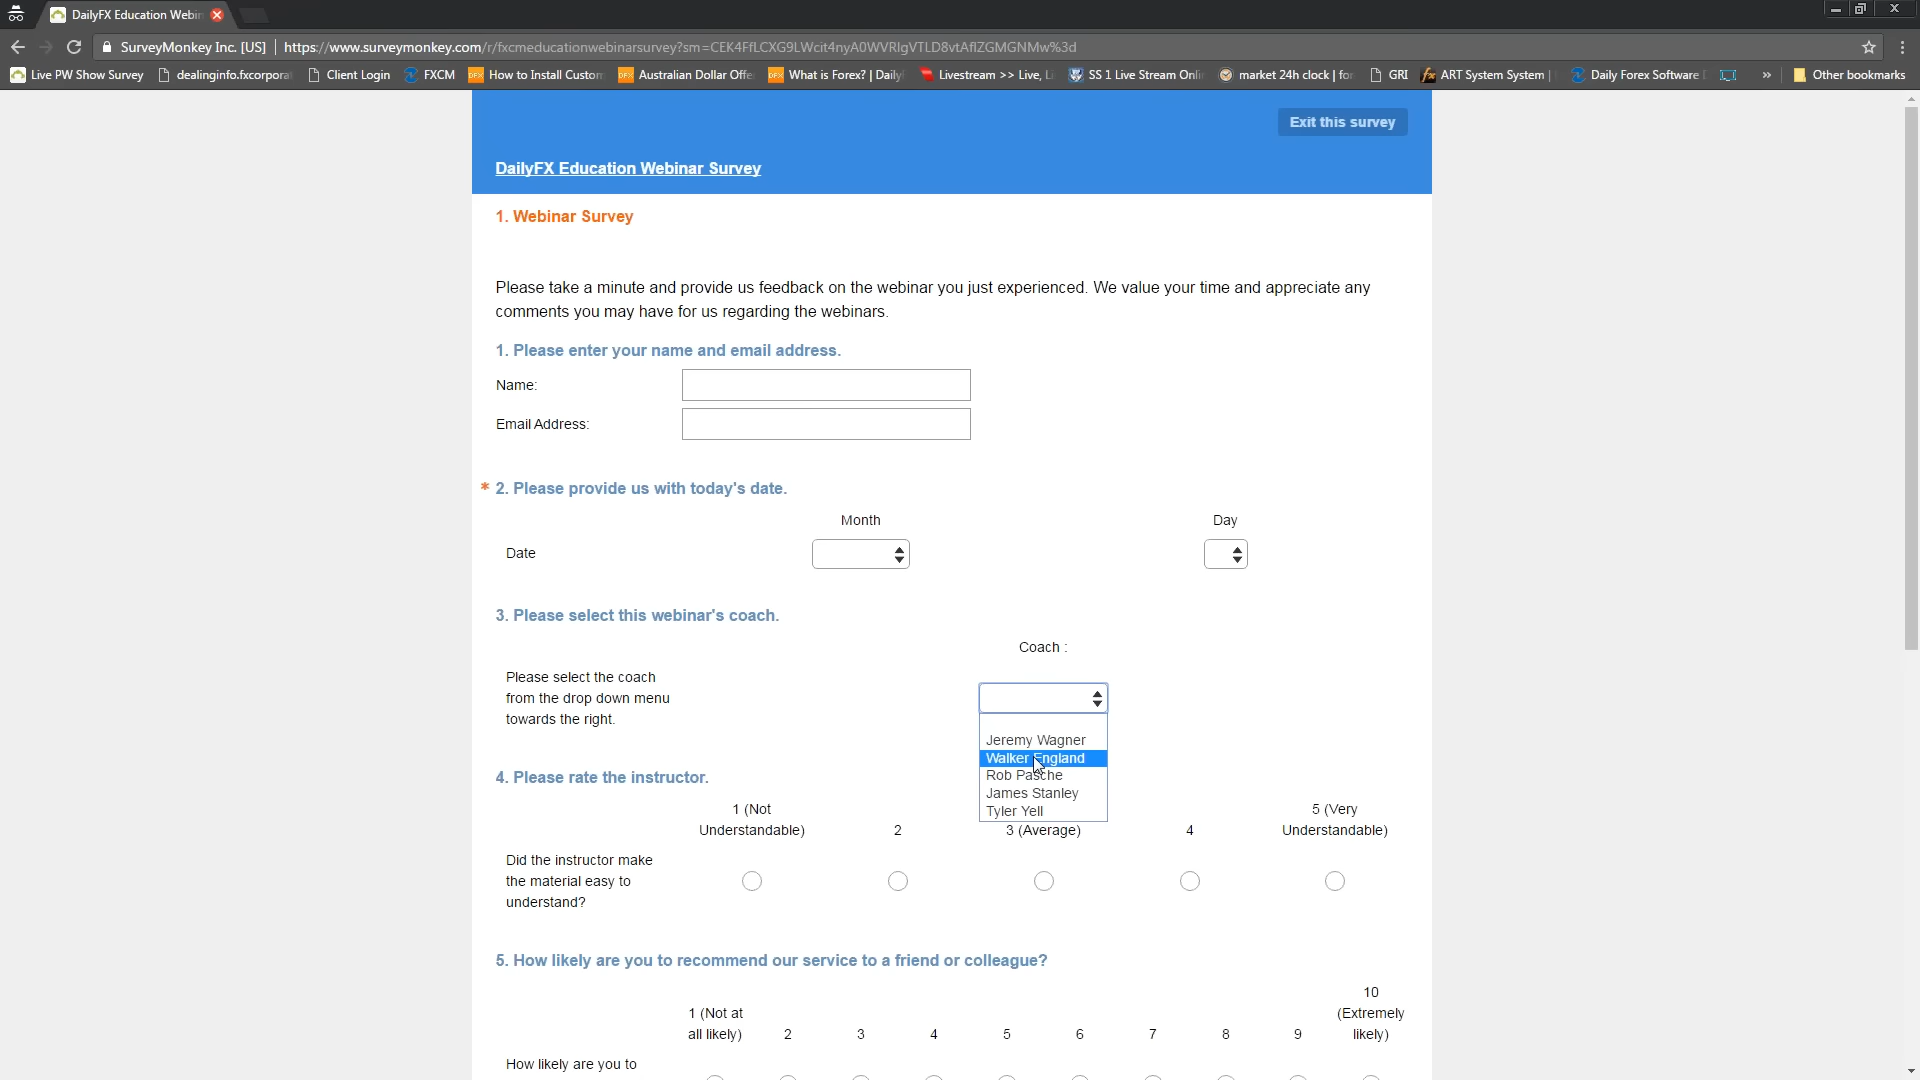 DailyFX Education Webin
SurveyMonkey Inc. [US] https://www.surveymonkey.com/r/fxcmeducationwebinarsurvey?sm=
Live PW Show Survey dealinginfo.fxcorpora Client Login FXCM How to Install Custom Australian Dollar Offe What is Forex? | Daily Livestream >> Live, Li SS 1 Live Stream Onli market 24h clock | for GRI ART System System | Daily Forex Software » Other bookmarks
Exit this survey
DailyFX Education Webinar Survey
1. Webinar Survey
Please take a minute and provide us feedback on the webinar you just experienced. We value your time and appreciate any
comments you may have for us regarding the webinars.
1. Please enter your name and email address.
Name:
Email Address:
* 2. Please provide us with today's date.
Month Day
Date
3. Please select this webinar's coach.
Coach :
Please select the coach
from the drop down menu
towards the right.
Jeremy Wagner
Walker England
Rob Pasche
James Stanley
Tyler Yell
4. Please rate the instructor.
1 (Not
Understandable) 2 3 (Average) 4 5 (Very
Understandable)
Did the instructor make
the material easy to
understand?
5. How likely are you to recommend our service to a friend or colleague?
1 (Not at
all likely) 2 3 4 5 6 7 8 9 10
(Extremely
likely)
How likely are you to